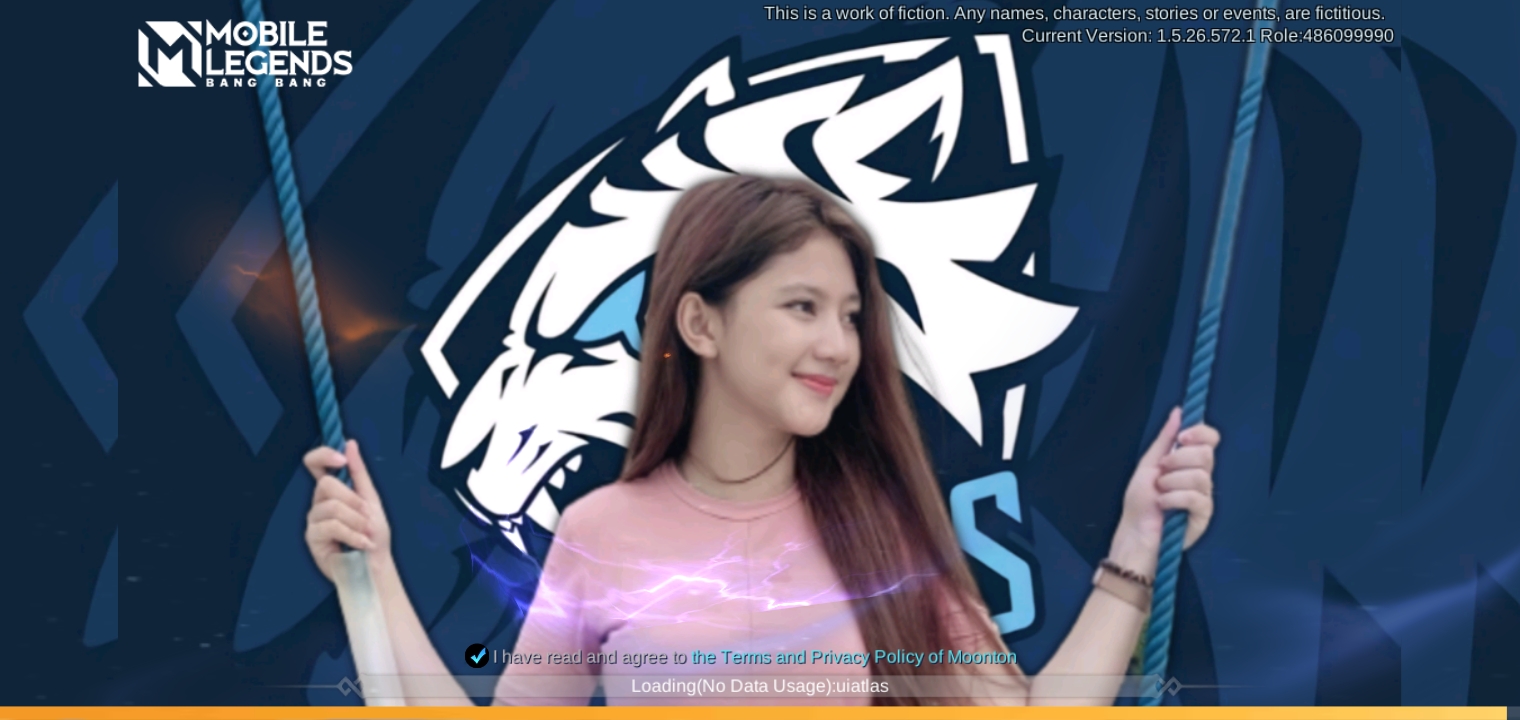 MOBILE
LEGENDS
BANG BANG
This is a work of fiction. Any names, characters, stories or events, are fictitious.
Current Version: 1.5.26.572.1 Role:486099990
S
I have read and agree to the Terms and Privacy Policy of Moonton
Loading(No Data Usage):uiatlas